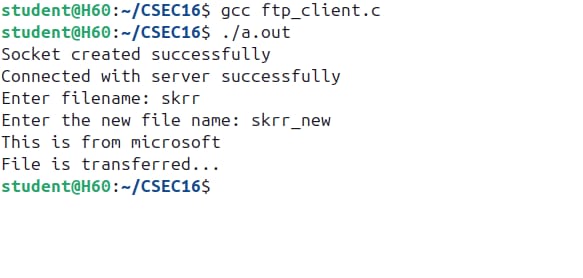 student@H60:~/CSEC16$ gcc ftp_client.c
student@H60:~/CSEC16$ ./a.out
Socket created successfully
Connected with server successfully
Enter filename: skrr
Enter the new file name: skrr_new
This is from microsoft
File is transferred...
student@H60:~/CSEC16$